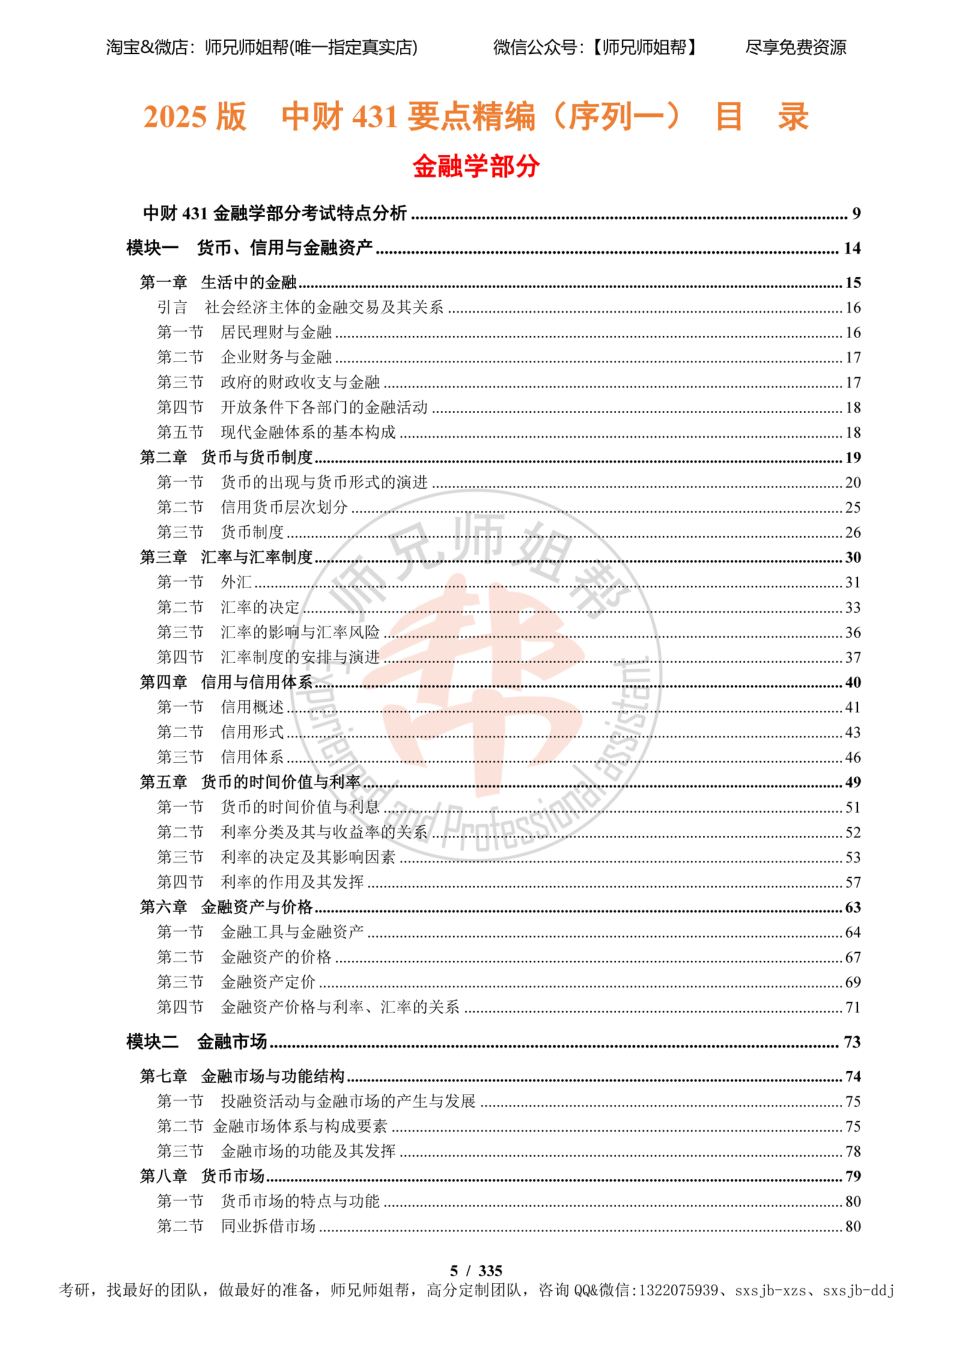 淘宝&微店：师兄师姐帮(唯一指定真实店) 微信公众号：【师兄师姐帮】 尽享免费资源
2025 版 中财 431 要点精编（序列一） 目 录
金融学部分
中财 431 金融学部分考试特点分析 9
模块一 货币、信用与金融资产 14
第一章 生活中的金融 15
引言 社会经济主体的金融交易及其关系 16
第一节 居民理财与金融 16
第二节 企业财务与金融 17
第三节 政府的财政收支与金融 17
第四节 开放条件下各部门的金融活动 18
第五节 现代金融体系的基本构成 18
第二章 货币与货币制度 19
第一节 货币的出现与货币形式的演进 20
第二节 信用货币层次划分 25
第三节 货币制度 26
第三章 汇率与汇率制度 30
第一节 外汇 31
第二节 汇率的决定 33
第三节 汇率的影响与汇率风险 36
第四节 汇率制度的安排与演进 37
第四章 信用与信用体系 40
第一节 信用概述 41
第二节 信用形式 43
第三节 信用体系 46
第五章 货币的时间价值与利率 49
第一节 货币的时间价值与利息 51
第二节 利率分类及其与收益率的关系 52
第三节 利率的决定及其影响因素 53
第四节 利率的作用及其发挥 57
第六章 金融资产与价格 63
第一节 金融工具与金融资产 64
第二节 金融资产的价格 67
第三节 金融资产定价 69
第四节 金融资产价格与利率、汇率的关系 71
模块二 金融市场 73
第七章 金融市场与功能结构 74
第一节 投融资活动与金融市场的产生与发展 75
第二节 金融市场体系与构成要素 75
第三节 金融市场的功能及其发挥 78
第八章 货币市场 79
第一节 货币市场的特点与功能 80
第二节 同业拆借市场 80
师兄师姐帮
帮
Experienced and Professional assistant
5 / 335
考研，找最好的团队，做最好的准备，师兄师姐帮，高分定制团队，咨询 QQ&微信:1322075939、sxsjb-xzs、sxsjb-ddj